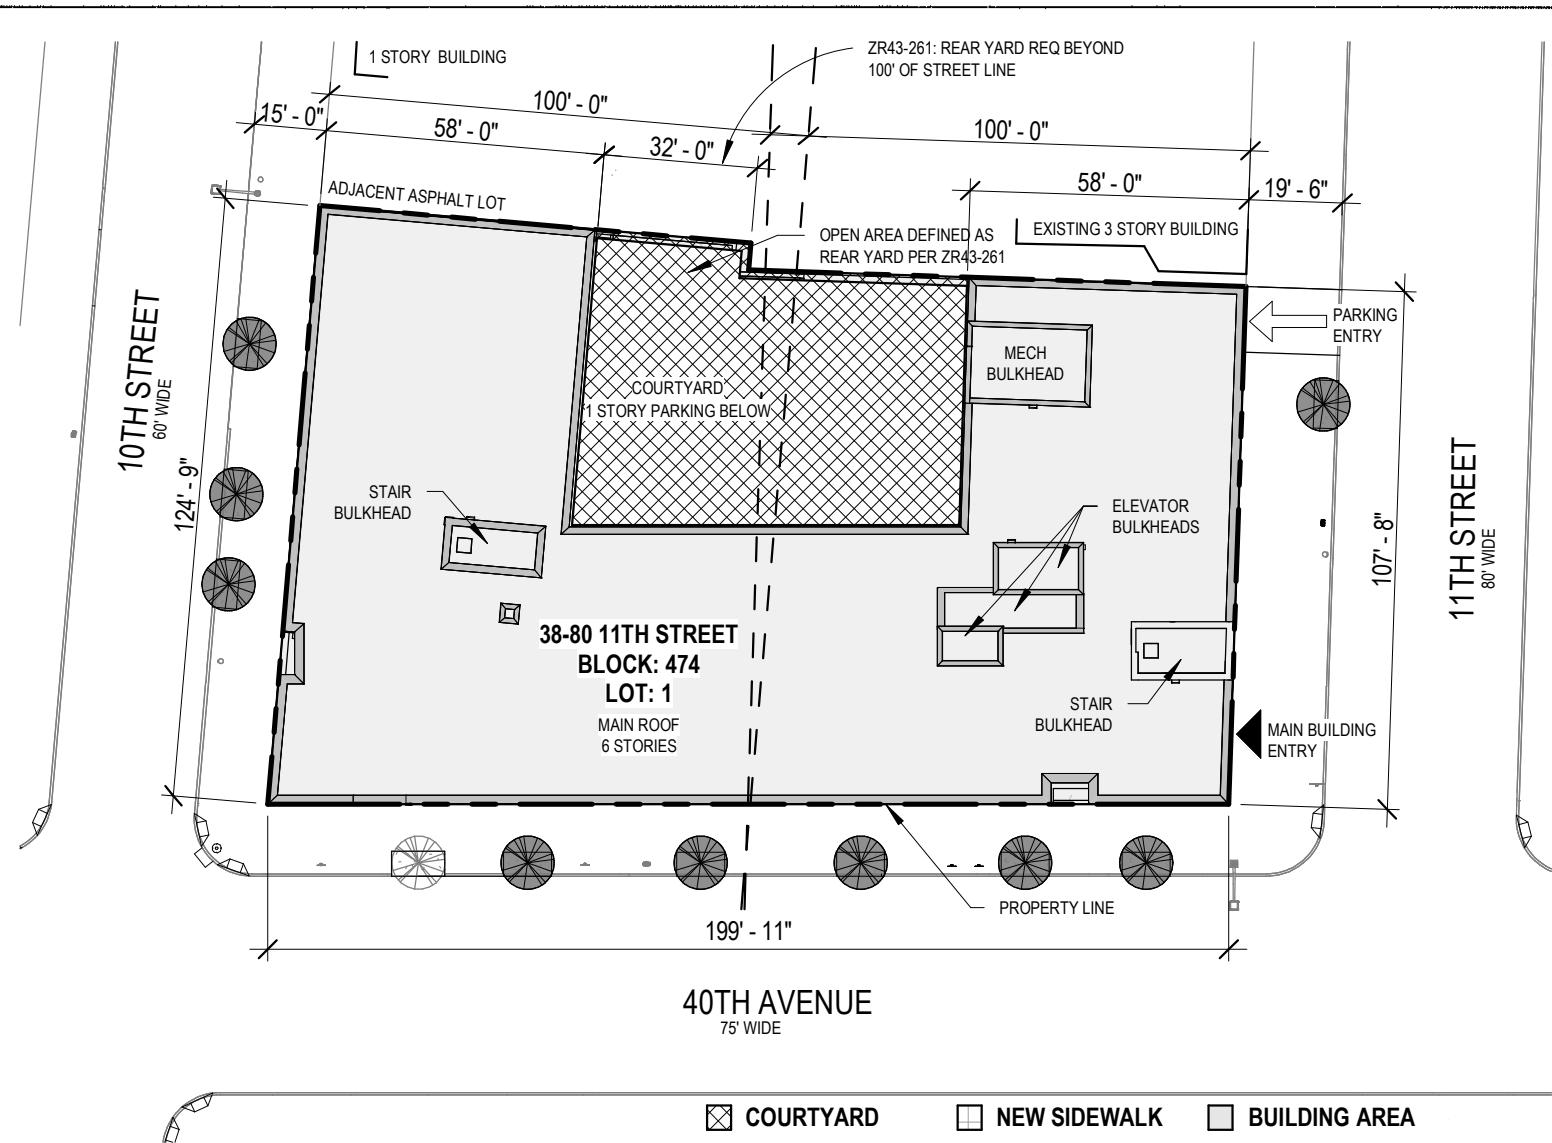 1 STORY BUILDING
ZR43-261: REAR YARD REQ BEYOND
100' OF STREET LINE
15' - 0"
100' - 0"
58' - 0"
32' - 0"
100' - 0"
58' - 0"
19' - 6"
ADJACENT ASPHALT LOT
OPEN AREA DEFINED AS
REAR YARD PER ZR43-261
EXISTING 3 STORY BUILDING
PARKING
ENTRY
10TH STREET
60' WIDE
124' - 9"
COURTYARD
1 STORY PARKING BELOW
MECH
BULKHEAD
STAIR
BULKHEAD
ELEVATOR
BULKHEADS
107' - 8"
11TH STREET
80' WIDE
38-80 11TH STREET
BLOCK: 474
LOT: 1
MAIN ROOF
6 STORIES
STAIR
BULKHEAD
MAIN BUILDING
ENTRY
PROPERTY LINE
199' - 11"
40TH AVENUE
75' WIDE
COURTYARD
NEW SIDEWALK
BUILDING AREA